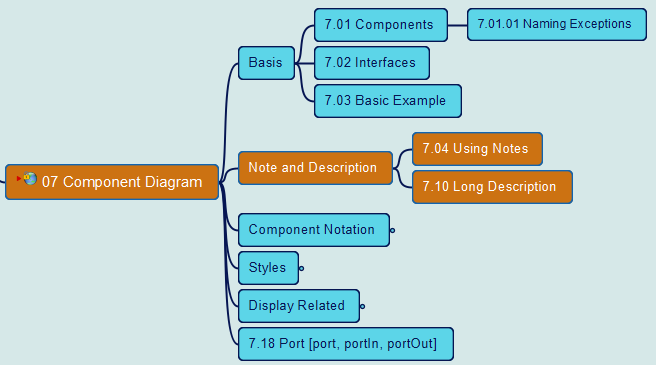 7.01 Components
7.01.01 Naming Exceptions
Basis
7.02 Interfaces
7.03 Basic Example
07 Component Diagram
Note and Description
7.04 Using Notes
7.10 Long Description
Component Notation
Styles
Display Related
7.18 Port [port, portIn, portOut]